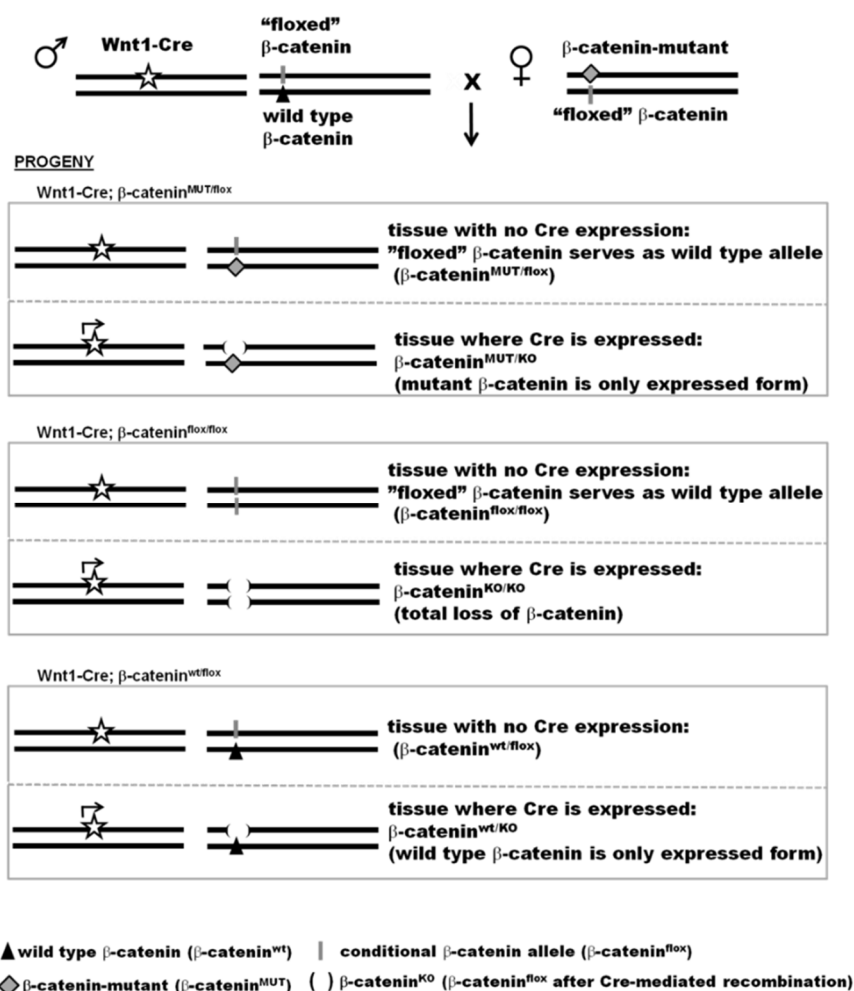 “floxed”
Wnt1-Cre
β-catenin
β-catenin-mutant
X
wild type
β-catenin
“floxed” β-catenin
PROGENY
Wnt1-Cre; β-cateninMUT/flox
tissue with no Cre expression:
”floxed” β-catenin serves as wild type allele
(β-cateninMUT/flox)
tissue where Cre is expressed:
β-cateninMUT/KO
(mutant β-catenin is only expressed form)
Wnt1-Cre; β-cateninflox/flox
tissue with no Cre expression:
”floxed” β-catenin serves as wild type allele
(β-cateninflox/flox)
tissue where Cre is expressed:
β-cateninKO/KO
(total loss of β-catenin)
Wnt1-Cre; β-cateninwt/flox
tissue with no Cre expression:
(β-cateninwt/flox)
tissue where Cre is expressed:
β-cateninwt/KO
(wild type β-catenin is only expressed form)
wild type β-catenin (β-cateninwt)
conditional β-catenin allele (β-cateninflox)
β-catenin-mutant (β-cateninMUT)
( ) β-cateninKO (β-cateninflox after Cre-mediated recombination)